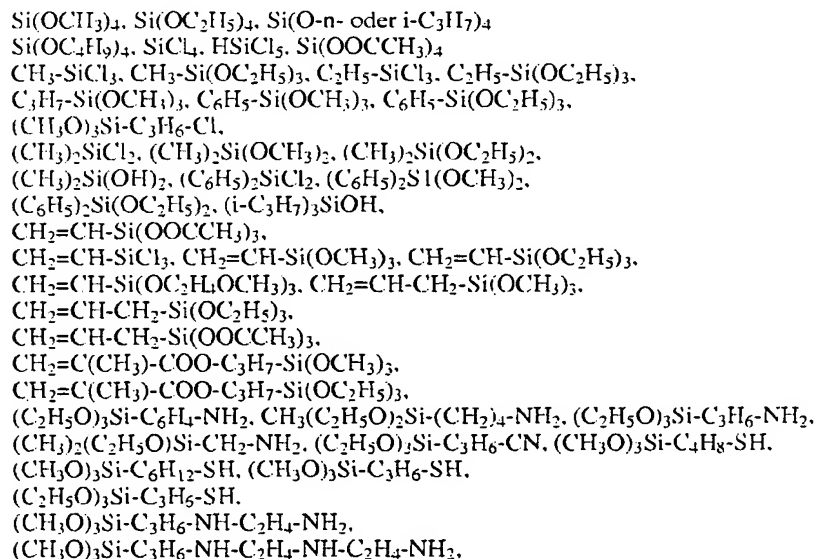 Si(OCH₃)₄, Si(OC₂H₅)₄, Si(O-n- oder i-C₃H₇)₄
Si(OC₄H₉)₄, SiCl₄, HSiCl₅, Si(OOCCH₃)₄
CH₃-SiCl₃, CH₃-Si(OC₂H₅)₃, C₂H₅-SiCl₃, C₂H₅-Si(OC₂H₅)₃,
C₃H₇-Si(OCH₃)₃, C₆H₅-Si(OCH₃)₃, C₆H₅-Si(OC₂H₅)₃,
(CH₃O)₃Si-C₃H₆-Cl,
(CH₃)₂SiCl₂, (CH₃)₂Si(OCH₃)₂, (CH₃)₂Si(OC₂H₅)₂,
(CH₃)₂Si(OH)₂, (C₆H₅)₂SiCl₂, (C₆H₅)₂S1(OCH₃)₂,
(C₆H₅)₂Si(OC₂H₅)₂, (i-C₃H₇)₃SiOH,
CH₂=CH-Si(OOCCH₃)₃,
CH₂=CH-SiCl₃, CH₂=CH-Si(OCH₃)₃, CH₂=CH-Si(OC₂H₅)₃,
CH₂=CH-Si(OC₂H₄OCH₃)₃, CH₂=CH-CH₂-Si(OCH₃)₃,
CH₂=CH-CH₂-Si(OC₂H₅)₃,
CH₂=CH-CH₂-Si(OOCCH₃)₃,
CH₂=C(CH₃)-COO-C₃H₇-Si(OCH₃)₃,
CH₂=C(CH₃)-COO-C₃H₇-Si(OC₂H₅)₃,
(C₂H₅O)₃Si-C₆H₄-NH₂, CH₃(C₂H₅O)₂Si-(CH₂)₄-NH₂, (C₂H₅O)₃Si-C₃H₆-NH₂,
(CH₃)₂(C₂H₅O)Si-CH₂-NH₂, (C₂H₅O)₃Si-C₃H₆-CN, (CH₃O)₃Si-C₄H₈-SH,
(CH₃O)₃Si-C₆H₁₂-SH, (CH₃O)₃Si-C₃H₆-SH,
(C₂H₅O)₃Si-C₃H₆-SH,
(CH₃O)₃Si-C₃H₆-NH-C₂H₄-NH₂,
(CH₃O)₃Si-C₃H₆-NH-C₂H₄-NH-C₂H₄-NH₂,